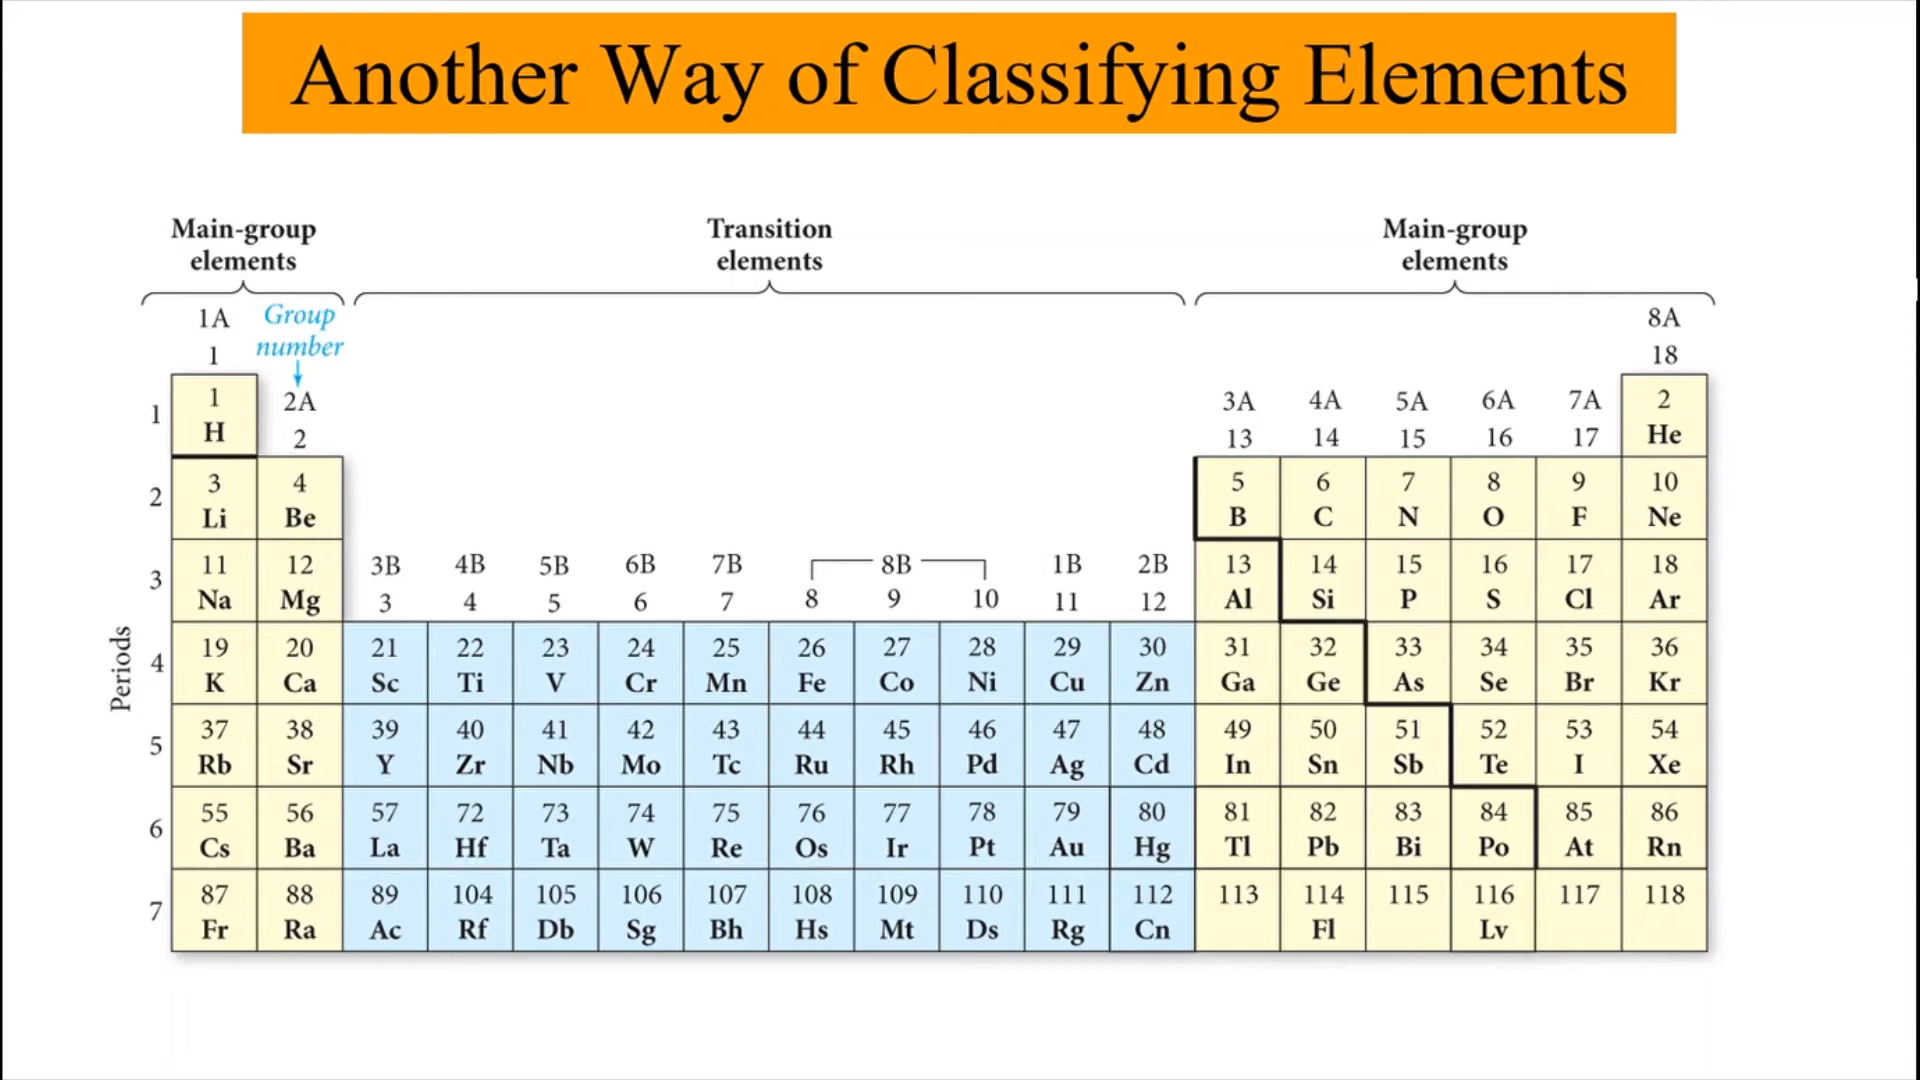 Another Way of Classifying Elements
Main-group
elements
Transition
elements
Main-group
elements
1A
Group
number
8A
1
18
2A
3A 4A 5A 6A 7A
2
13 14 15 16 17
1
1
H
2
He
2
3
Li
4
Be
5
B
6
C
7
N
8
O
9
F
10
Ne
3B 4B 5B 6B 7B 8B 1B 2B
3 4 5 6 7 8 9 10 11 12
3
11
Na
12
Mg
13
Al
14
Si
15
P
16
S
17
Cl
18
Ar
Periods
4
19
K
20
Ca
21
Sc
22
Ti
23
V
24
Cr
25
Mn
26
Fe
27
Co
28
Ni
29
Cu
30
Zn
31
Ga
32
Ge
33
As
34
Se
35
Br
36
Kr
5
37
Rb
38
Sr
39
Y
40
Zr
41
Nb
42
Mo
43
Tc
44
Ru
45
Rh
46
Pd
47
Ag
48
Cd
49
In
50
Sn
51
Sb
52
Te
53
I
54
Xe
6
55
Cs
56
Ba
57
La
72
Hf
73
Ta
74
W
75
Re
76
Os
77
Ir
78
Pt
79
Au
80
Hg
81
Tl
82
Pb
83
Bi
84
Po
85
At
86
Rn
7
87
Fr
88
Ra
89
Ac
104
Rf
105
Db
106
Sg
107
Bh
108
Hs
109
Mt
110
Ds
111
Rg
112
Cn
113
114
Fl
115
116
Lv
117
118